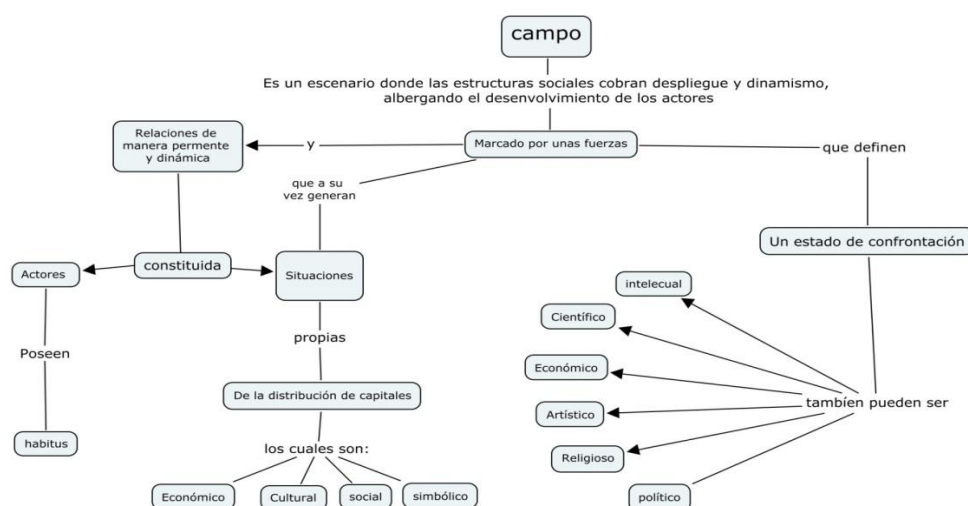 campo
Es un escenario donde las estructuras sociales cobran despliegue y dinamismo,
albergando el desenvolvimiento de los actores
Relaciones de
manera permente
y dinámica
y
Marcado por unas fuerzas
que definen
que a su
vez generan
Un estado de confrontación
Actores
constituida
Situaciones
intelecual
Científico
propias
Poseen
Económico
De la distribución de capitales
tambíen pueden ser
Artístico
habitus
los cuales son:
Religioso
Económico
Cultural
social
simbólico
político